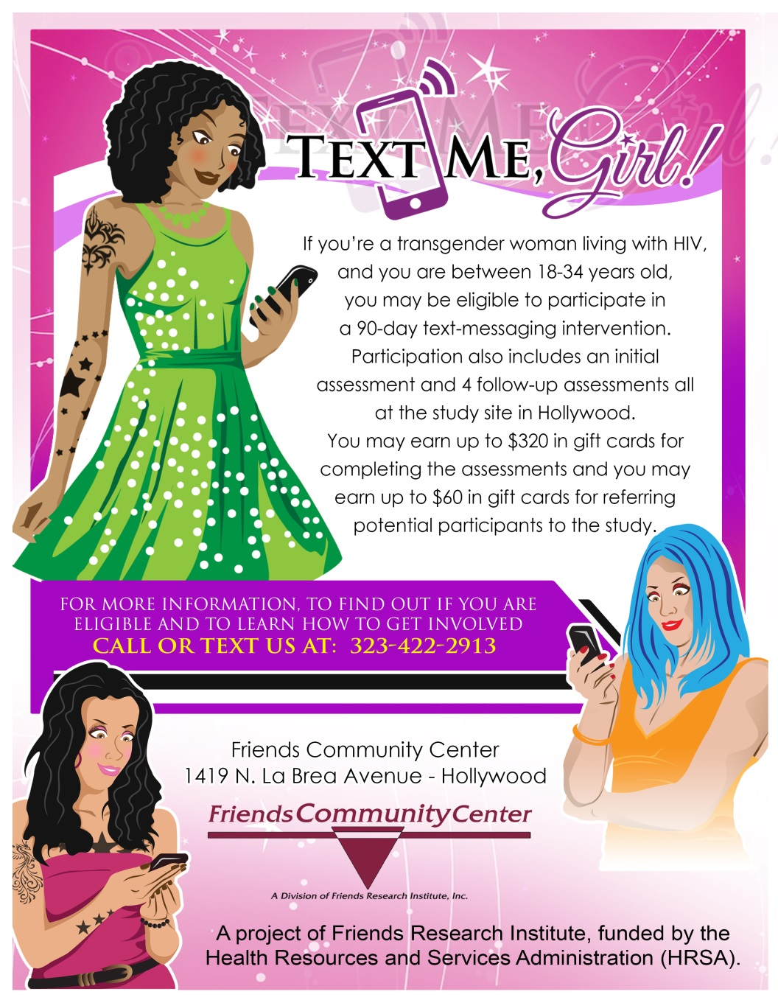 TEXT ME, Girl!
If you're a transgender woman living with HIV,
and you are between 18-34 years old,
you may be eligible to participate in
a 90-day text-messaging intervention.
Participation also includes an initial
assessment and 4 follow-up assessments all
at the study site in Hollywood.
You may earn up to $320 in gift cards for
completing the assessments and you may
earn up to $60 in gift cards for referring
potential participants to the study.
FOR MORE INFORMATION, TO FIND OUT IF YOU ARE
ELIGIBLE AND TO LEARN HOW TO GET INVOLVED
CALL OR TEXT US AT: 323-422-2913
Friends Community Center
1419 N. La Brea Avenue - Hollywood
FriendsCommunityCenter
A Division of Friends Research Institute, Inc.
A project of Friends Research Institute, funded by the
Health Resources and Services Administration (HRSA).